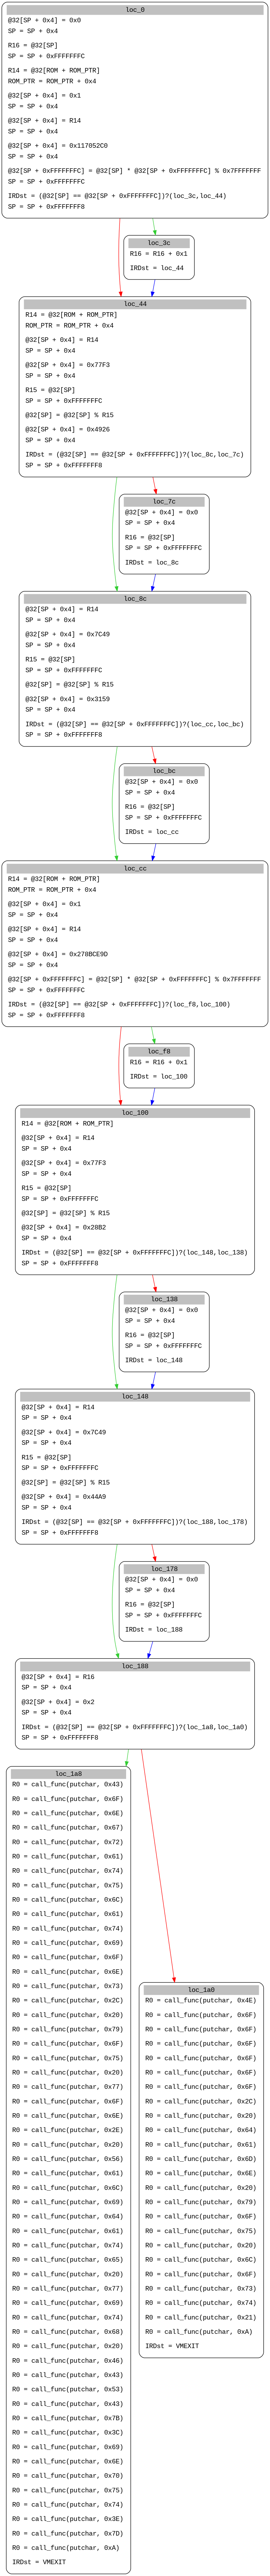 loc_0
@32[SP + 0x4] = 0x0
SP = SP + 0x4
R16 = @32[SP]
SP = SP + 0xFFFFFFFC
R14 = @32[ROM + ROM_PTR]
ROM_PTR = ROM_PTR + 0x4
@32[SP + 0x4] = 0x1
SP = SP + 0x4
@32[SP + 0x4] = R14
SP = SP + 0x4
@32[SP + 0x4] = 0x117052C0
SP = SP + 0x4
@32[SP + 0xFFFFFFFC] = @32[SP] * @32[SP + 0xFFFFFFFC] % 0x7FFFFFFF
SP = SP + 0xFFFFFFFC
IRDst = (@32[SP] == @32[SP + 0xFFFFFFFC])?(loc_3c,loc_44)
SP = SP + 0xFFFFFFF8
loc_3c
R16 = R16 + 0x1
IRDst = loc_44
loc_44
R14 = @32[ROM + ROM_PTR]
ROM_PTR = ROM_PTR + 0x4
@32[SP + 0x4] = R14
SP = SP + 0x4
@32[SP + 0x4] = 0x77F3
SP = SP + 0x4
R15 = @32[SP]
SP = SP + 0xFFFFFFFC
@32[SP] = @32[SP] % R15
@32[SP + 0x4] = 0x4926
SP = SP + 0x4
IRDst = (@32[SP] == @32[SP + 0xFFFFFFFC])?(loc_8c,loc_7c)
SP = SP + 0xFFFFFFF8
loc_7c
@32[SP + 0x4] = 0x0
SP = SP + 0x4
R16 = @32[SP]
SP = SP + 0xFFFFFFFC
IRDst = loc_8c
loc_8c
@32[SP + 0x4] = R14
SP = SP + 0x4
@32[SP + 0x4] = 0x7C49
SP = SP + 0x4
R15 = @32[SP]
SP = SP + 0xFFFFFFFC
@32[SP] = @32[SP] % R15
@32[SP + 0x4] = 0x3159
SP = SP + 0x4
IRDst = (@32[SP] == @32[SP + 0xFFFFFFFC])?(loc_cc,loc_bc)
SP = SP + 0xFFFFFFF8
loc_bc
@32[SP + 0x4] = 0x0
SP = SP + 0x4
R16 = @32[SP]
SP = SP + 0xFFFFFFFC
IRDst = loc_cc
loc_cc
R14 = @32[ROM + ROM_PTR]
ROM_PTR = ROM_PTR + 0x4
@32[SP + 0x4] = 0x1
SP = SP + 0x4
@32[SP + 0x4] = R14
SP = SP + 0x4
@32[SP + 0x4] = 0x278BCE9D
SP = SP + 0x4
@32[SP + 0xFFFFFFFC] = @32[SP] * @32[SP + 0xFFFFFFFC] % 0x7FFFFFFF
SP = SP + 0xFFFFFFFC
IRDst = (@32[SP] == @32[SP + 0xFFFFFFFC])?(loc_f8,loc_100)
SP = SP + 0xFFFFFFF8
loc_f8
R16 = R16 + 0x1
IRDst = loc_100
loc_100
R14 = @32[ROM + ROM_PTR]
@32[SP + 0x4] = R14
SP = SP + 0x4
@32[SP + 0x4] = 0x77F3
SP = SP + 0x4
R15 = @32[SP]
SP = SP + 0xFFFFFFFC
@32[SP] = @32[SP] % R15
@32[SP + 0x4] = 0x28B2
SP = SP + 0x4
IRDst = (@32[SP] == @32[SP + 0xFFFFFFFC])?(loc_148,loc_138)
SP = SP + 0xFFFFFFF8
loc_138
@32[SP + 0x4] = 0x0
SP = SP + 0x4
R16 = @32[SP]
SP = SP + 0xFFFFFFFC
IRDst = loc_148
loc_148
@32[SP + 0x4] = R14
SP = SP + 0x4
@32[SP + 0x4] = 0x7C49
SP = SP + 0x4
R15 = @32[SP]
SP = SP + 0xFFFFFFFC
@32[SP] = @32[SP] % R15
@32[SP + 0x4] = 0x44A9
SP = SP + 0x4
IRDst = (@32[SP] == @32[SP + 0xFFFFFFFC])?(loc_188,loc_178)
SP = SP + 0xFFFFFFF8
loc_178
@32[SP + 0x4] = 0x0
SP = SP + 0x4
R16 = @32[SP]
SP = SP + 0xFFFFFFFC
IRDst = loc_188
loc_188
@32[SP + 0x4] = R16
SP = SP + 0x4
@32[SP + 0x4] = 0x2
SP = SP + 0x4
IRDst = (@32[SP] == @32[SP + 0xFFFFFFFC])?(loc_1a8,loc_1a0)
SP = SP + 0xFFFFFFF8
loc_1a8
R0 = call_func(putchar, 0x43)
R0 = call_func(putchar, 0x6F)
R0 = call_func(putchar, 0x6E)
R0 = call_func(putchar, 0x67)
R0 = call_func(putchar, 0x72)
R0 = call_func(putchar, 0x61)
R0 = call_func(putchar, 0x74)
R0 = call_func(putchar, 0x75)
R0 = call_func(putchar, 0x6C)
R0 = call_func(putchar, 0x61)
R0 = call_func(putchar, 0x74)
R0 = call_func(putchar, 0x69)
R0 = call_func(putchar, 0x6F)
R0 = call_func(putchar, 0x6E)
R0 = call_func(putchar, 0x73)
R0 = call_func(putchar, 0x2C)
R0 = call_func(putchar, 0x20)
R0 = call_func(putchar, 0x79)
R0 = call_func(putchar, 0x6F)
R0 = call_func(putchar, 0x75)
R0 = call_func(putchar, 0x20)
R0 = call_func(putchar, 0x77)
R0 = call_func(putchar, 0x6F)
R0 = call_func(putchar, 0x6E)
R0 = call_func(putchar, 0x2E)
R0 = call_func(putchar, 0x20)
R0 = call_func(putchar, 0x56)
R0 = call_func(putchar, 0x61)
R0 = call_func(putchar, 0x6C)
R0 = call_func(putchar, 0x69)
R0 = call_func(putchar, 0x64)
R0 = call_func(putchar, 0x61)
R0 = call_func(putchar, 0x74)
R0 = call_func(putchar, 0x65)
R0 = call_func(putchar, 0x20)
R0 = call_func(putchar, 0x77)
R0 = call_func(putchar, 0x69)
R0 = call_func(putchar, 0x74)
R0 = call_func(putchar, 0x68)
R0 = call_func(putchar, 0x20)
R0 = call_func(putchar, 0x46)
R0 = call_func(putchar, 0x43)
R0 = call_func(putchar, 0x53)
R0 = call_func(putchar, 0x43)
R0 = call_func(putchar, 0x7B)
R0 = call_func(putchar, 0x3C)
R0 = call_func(putchar, 0x69)
R0 = call_func(putchar, 0x6E)
R0 = call_func(putchar, 0x70)
R0 = call_func(putchar, 0x75)
R0 = call_func(putchar, 0x74)
R0 = call_func(putchar, 0x3E)
R0 = call_func(putchar, 0x7D)
R0 = call_func(putchar, 0xA)
IRDst = VMEXIT
loc_1a0
R0 = call_func(putchar, 0x4E)
R0 = call_func(putchar, 0x6F)
R0 = call_func(putchar, 0x6F)
R0 = call_func(putchar, 0x6F)
R0 = call_func(putchar, 0x6F)
R0 = call_func(putchar, 0x6F)
R0 = call_func(putchar, 0x6F)
R0 = call_func(putchar, 0x2C)
R0 = call_func(putchar, 0x20)
R0 = call_func(putchar, 0x64)
R0 = call_func(putchar, 0x61)
R0 = call_func(putchar, 0x6D)
R0 = call_func(putchar, 0x6E)
R0 = call_func(putchar, 0x20)
R0 = call_func(putchar, 0x79)
R0 = call_func(putchar, 0x6F)
R0 = call_func(putchar, 0x75)
R0 = call_func(putchar, 0x20)
R0 = call_func(putchar, 0x6C)
R0 = call_func(putchar, 0x6F)
R0 = call_func(putchar, 0x73)
R0 = call_func(putchar, 0x74)
R0 = call_func(putchar, 0x21)
R0 = call_func(putchar, 0xA)
IRDst = VMEXIT